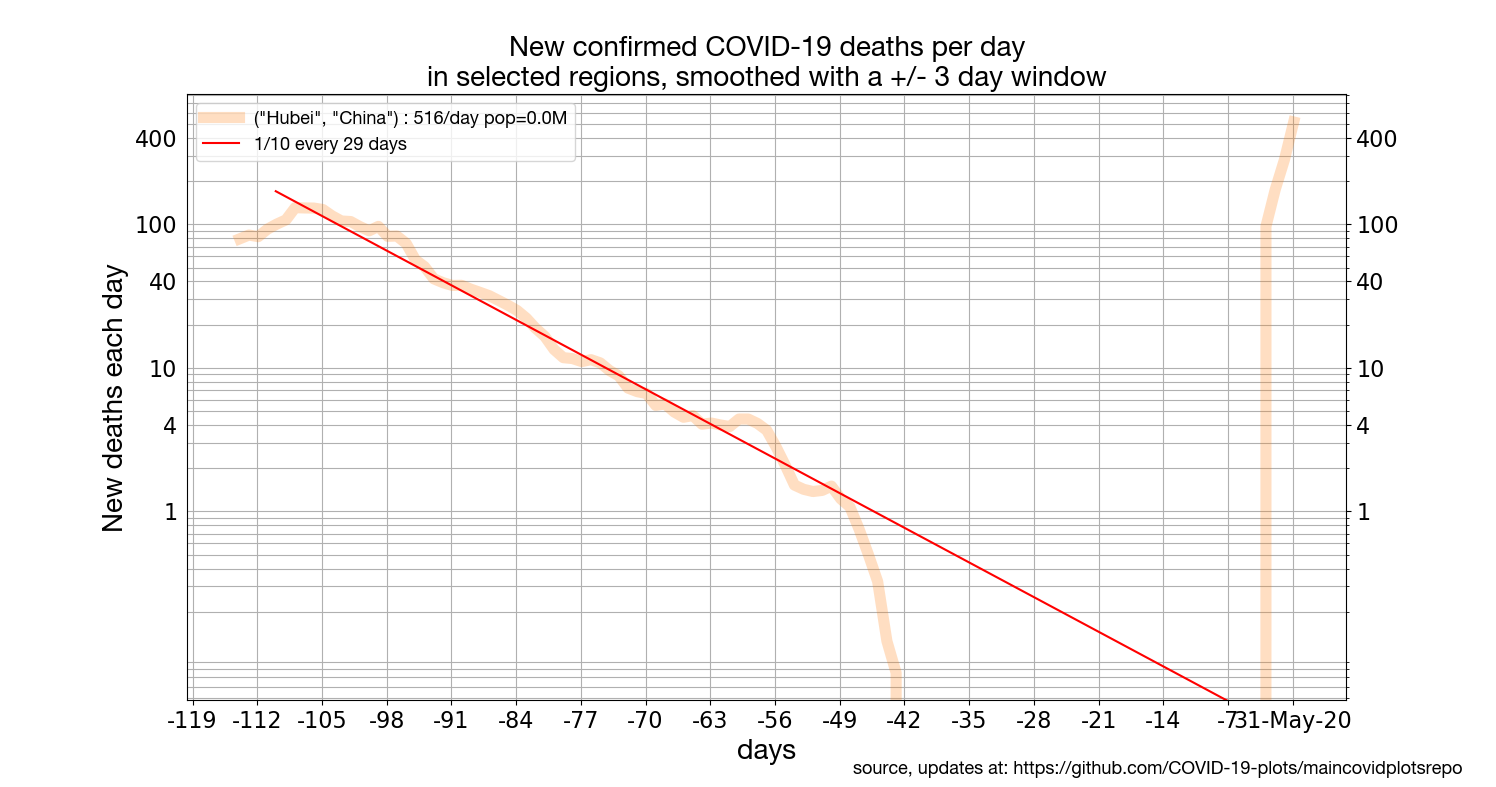 New confirmed COVID-19 deaths per day
in selected regions, smoothed with a +/- 3 day window
("Hubei", "China") : 516/day pop=0.0M
1/10 every 29 days
New deaths each day
400
100
40
10
4
1
400
100
40
10
4
1
-119 -112 -105 -98 -91 -84 -77 -70 -63 -56 -49 -42 -35 -28 -21 -14 -7 31-May-20
days
source, updates at: https://github.com/COVID-19-plots/maincovidplotsrepo